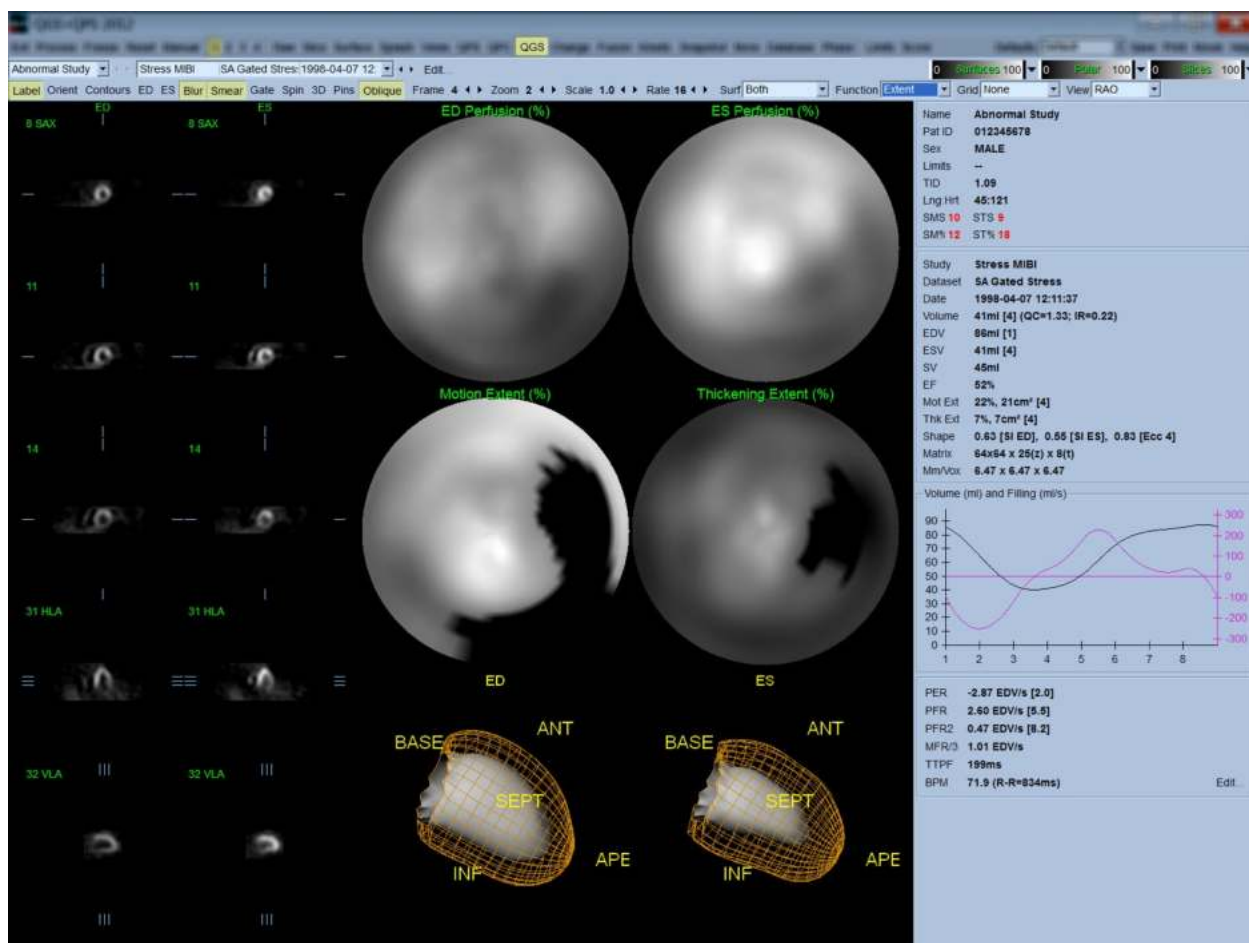 QGS
Abnormal Study Stress MIBI SA Gated Stres: 1998-04-07 12: Edit...
0 Surfaces 100 0 Polar 100 0 Slices 100
Label Orient Contours ED ES Blur Smear Gate Spin 3D Pins Oblique Frame 4 Zoom 2 Scale 1.0 Rate 16 Surf Both Function Extent Grid None View RAO
ED ES
8 SAX 8 SAX
11 11
14 14
31 HLA 31 HLA
32 VLA 32 VLA
ED Perfusion (%) ES Perfusion (%)
Motion Extent (%) Thickening Extent (%)
ED ES
BASE ANT SEPT INF APE
BASE ANT SEPT INF APE
Name Abnormal Study
Pat ID 012345678
Sex MALE
Limits --
TID 1.09
Lng Hrt 45:121
SMS 10 STS 9
SM% 12 ST% 18
Study Stress MIBI
Dataset SA Gated Stress
Date 1998-04-07 12:11:37
Volume 41ml [4] (QC=1.33; IR=0.22)
EDV 86ml [1]
ESV 41ml [4]
SV 45ml
EF 52%
Mot Ext 22%, 21cm² [4]
Thk Ext 7%, 7cm² [4]
Shape 0.63 [SI ED], 0.55 [SI ES], 0.83 [Ecc 4]
Matrix 64x64 x 25(z) x 8(t)
Mm/Vox 6.47 x 6.47 x 6.47
Volume (ml) and Filling (ml/s)
90 300
80 200
70
60 100
50 0
40
30 -100
20 -200
10
0 -300
1 2 3 4 5 6 7 8
PER -2.87 EDV/s [2.0]
PFR 2.60 EDV/s [5.5]
PFR2 0.47 EDV/s [8.2]
MFR/3 1.01 EDV/s
TTPF 199ms
BPM 71.9 (R-R=834ms) Edit...